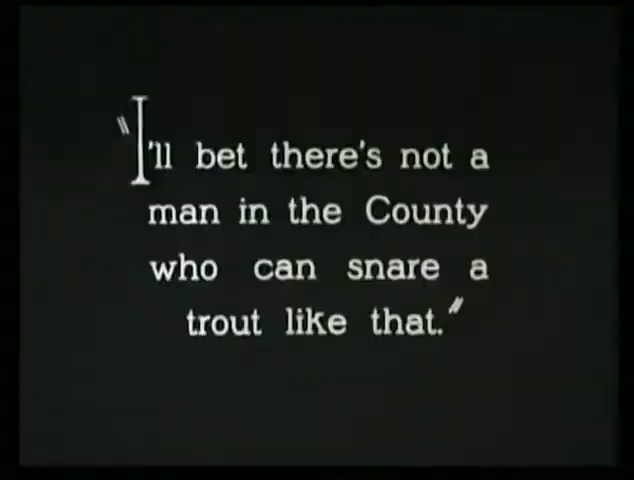 "I'll bet there's not a
man in the County
who can snare a
trout like that."